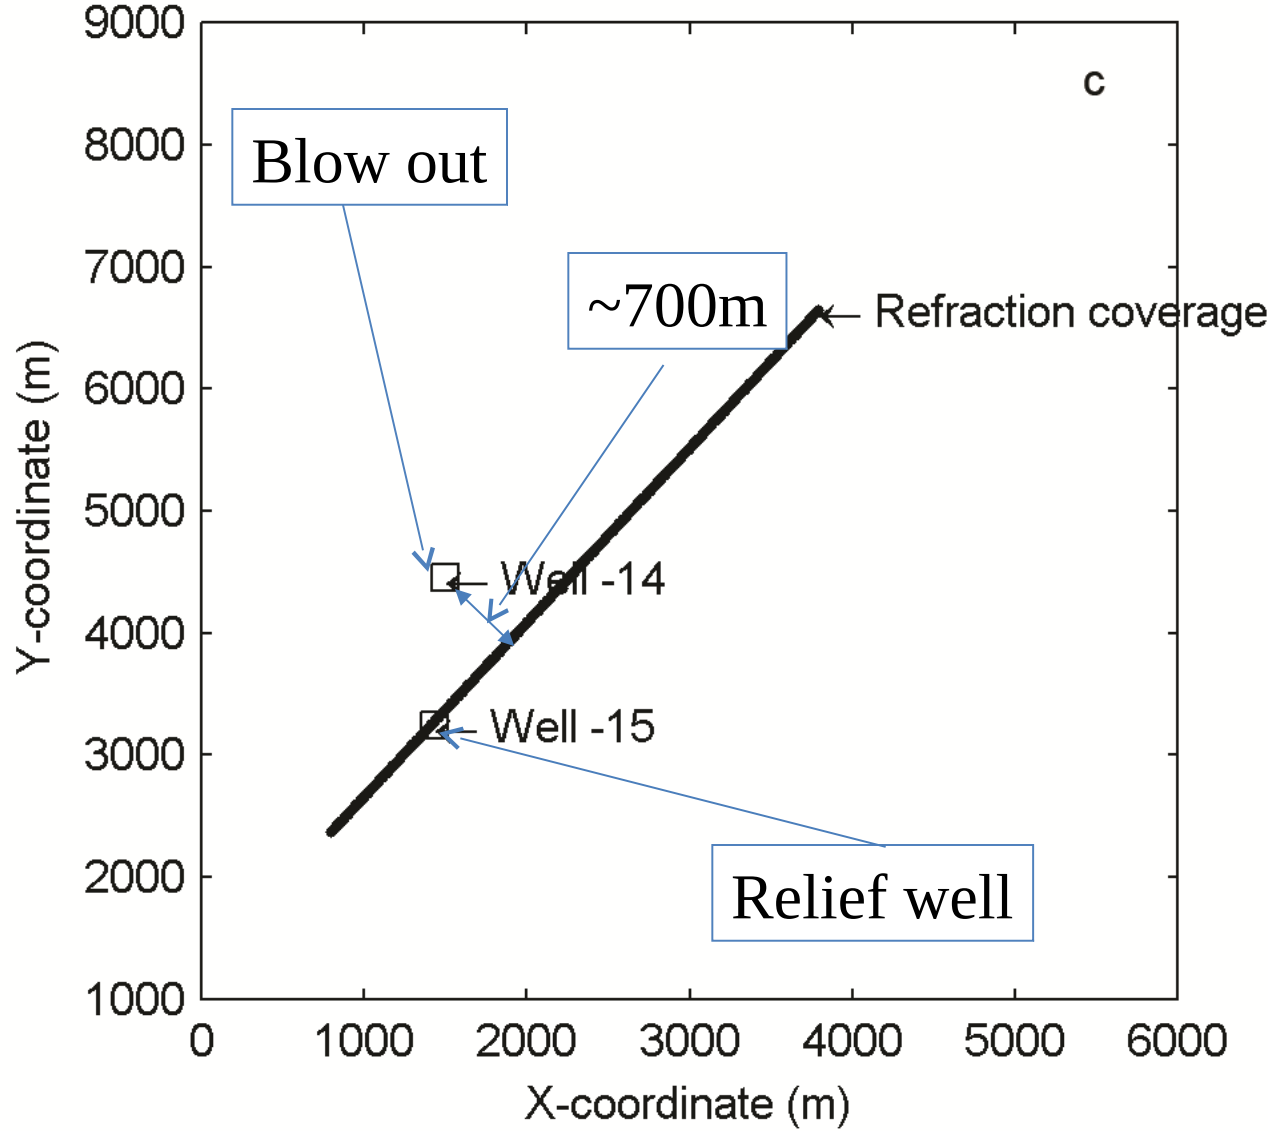 9000
c
8000
Blow out
7000
~700m
Refraction coverage
6000
Y-coordinate (m)
5000
Well -14
4000
Well -15
3000
2000
Relief well
1000
0 1000 2000 3000 4000 5000 6000
X-coordinate (m)